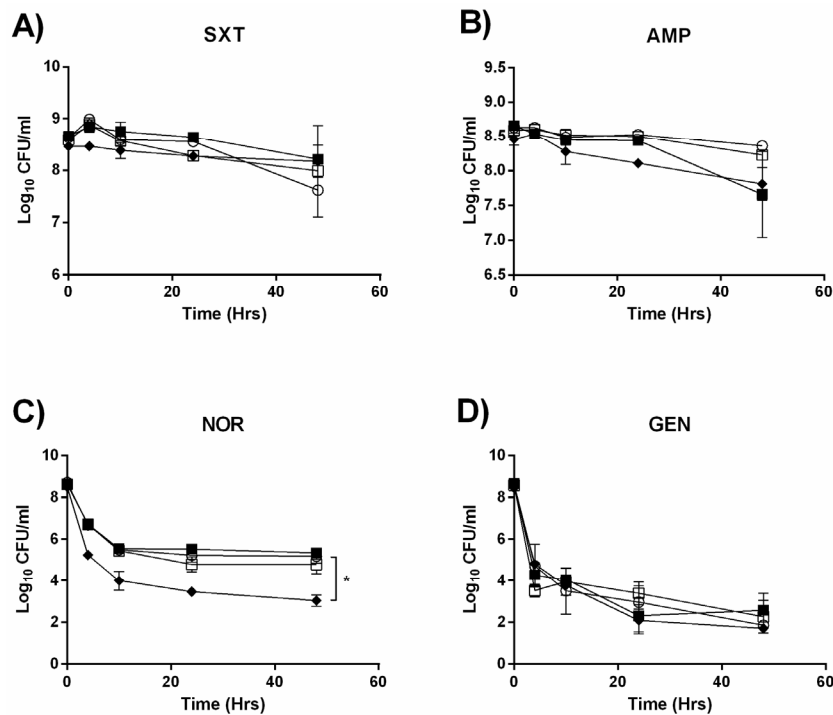 A)
SXT
Log10 CFU/ml
10
9
8
7
6
0 20 40 60
Time (Hrs)
B)
AMP
Log10 CFU/ml
9.5
9.0
8.5
8.0
7.5
7.0
6.5
0 20 40 60
Time (Hrs)
C)
NOR
Log10 CFU/ml
10
8
6
4
2
0
*
0 20 40 60
Time (Hrs)
D)
GEN
Log10 CFU/ml
10
8
6
4
2
0
0 20 40 60
Time (Hrs)